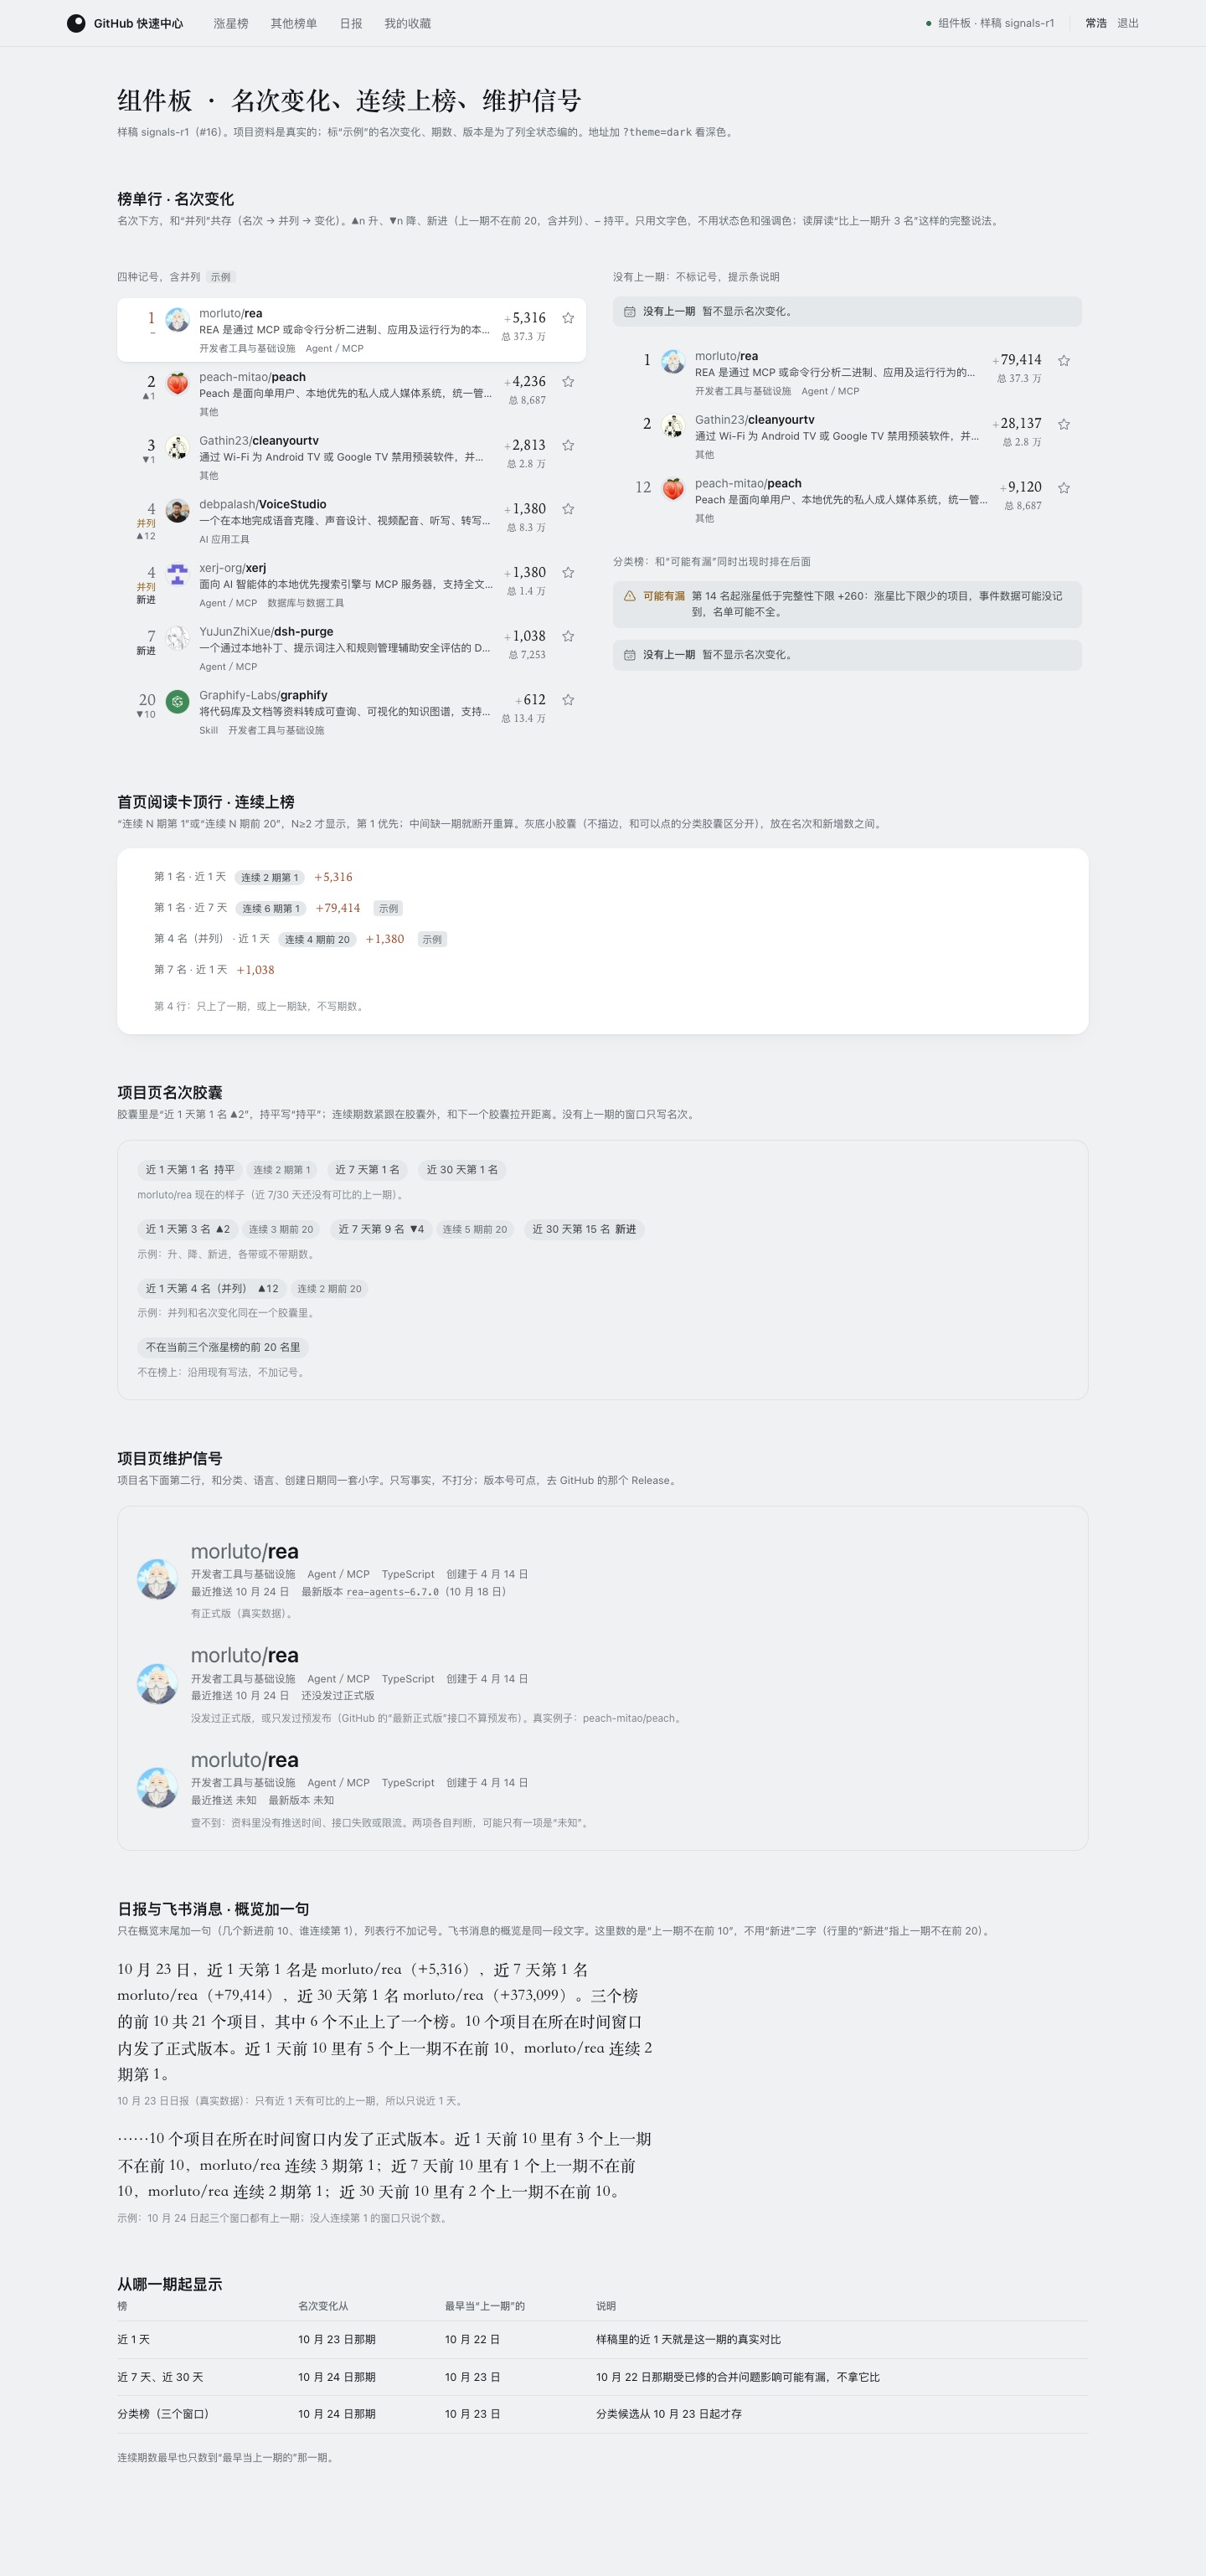 GitHub 快速中心 涨星榜 其他榜单 日报 我的收藏 组件板 · 样稿 signals-r1 常浩 退出
组件板 · 名次变化、连续上榜、维护信号
样稿 signals-r1（#16）。项目资料是真实的；标“示例”的名次变化、期数、版本是为了列全状态编的。地址加 ?theme=dark 看深色。
榜单行 · 名次变化
名次下方，和“并列”共存（名次 → 并列 → 变化）。▲n 升、▼n 降、新进（上一期不在前 20，含并列）、– 持平。只用文字色，不用状态色和强调色；读屏读“比上一期升 3 名”这样的完整说法。
四种记号，含并列 示例
1 morluto/rea +5,316
– REA 是通过 MCP 或命令行分析二进制、应用及运行行为的本… 总 37.3 万
开发者工具与基础设施 Agent / MCP
2 peach-mitao/peach +4,236
▲1 Peach 是面向单用户、本地优先的私人成人媒体系统，统一管… 总 8,687
其他
3 Gathin23/cleanyourtv +2,813
▼1 通过 Wi-Fi 为 Android TV 或 Google TV 禁用预装软件，并… 总 2.8 万
其他
4 debpalash/VoiceStudio +1,380
并列 一个在本地完成语音克隆、声音设计、视频配音、听写、转写… 总 8.3 万
▲12 AI 应用工具
4 xerj-org/xerj +1,380
并列 面向 AI 智能体的本地优先搜索引擎与 MCP 服务器，支持全文… 总 1.4 万
新进 Agent / MCP 数据库与数据工具
7 YuJunZhiXue/dsh-purge +1,038
新进 一个通过本地补丁、提示词注入和规则管理辅助安全评估的 D… 总 7,253
Agent / MCP
20 Graphify-Labs/graphify +612
▼10 将代码库及文档等资料转成可查询、可视化的知识图谱，支持… 总 13.4 万
Skill 开发者工具与基础设施
没有上一期：不标记号，提示条说明
没有上一期 暂不显示名次变化。
1 morluto/rea +79,414
REA 是通过 MCP 或命令行分析二进制、应用及运行行为的… 总 37.3 万
开发者工具与基础设施 Agent / MCP
2 Gathin23/cleanyourtv +28,137
通过 Wi-Fi 为 Android TV 或 Google TV 禁用预装软件，并… 总 2.8 万
其他
12 peach-mitao/peach +9,120
Peach 是面向单用户、本地优先的私人成人媒体系统，统一管… 总 8,687
其他
分类榜：和“可能有漏”同时出现时排在后面
可能有漏 第 14 名起涨星低于完整性下限 +260：涨星比下限少的项目，事件数据可能没记
到，名单可能不全。
没有上一期 暂不显示名次变化。
首页阅读卡顶行 · 连续上榜
“连续 N 期第 1”或“连续 N 期前 20”，N≥2 才显示，第 1 优先；中间缺一期就断开重算。灰底小胶囊（不描边，和可以点的分类胶囊区分开），放在名次和新增数之间。
第 1 名 · 近 1 天 连续 2 期第 1 +5,316
第 1 名 · 近 7 天 连续 6 期第 1 +79,414 示例
第 4 名（并列） · 近 1 天 连续 4 期前 20 +1,380 示例
第 7 名 · 近 1 天 +1,038
第 4 行：只上了一期，或上一期缺，不写期数。
项目页名次胶囊
胶囊里是“近 1 天第 1 名 ▲2”，持平写“持平”；连续期数紧跟在胶囊外，和下一个胶囊拉开距离。没有上一期的窗口只写名次。
近 1 天第 1 名 持平 连续 2 期第 1 近 7 天第 1 名 近 30 天第 1 名
morluto/rea 现在的样子（近 7/30 天还没有可比的上一期）。
近 1 天第 3 名 ▲2 连续 3 期前 20 近 7 天第 9 名 ▼4 连续 5 期前 20 近 30 天第 15 名 新进
示例：升、降、新进，各带或不带期数。
近 1 天第 4 名（并列） ▲12 连续 2 期前 20
示例：并列和名次变化同在一个胶囊里。
不在当前三个涨星榜的前 20 名里
不在榜上：沿用现有写法，不加记号。
项目页维护信号
项目名下面第二行，和分类、语言、创建日期同一套小字。只写事实，不打分；版本号可点，去 GitHub 的那个 Release。
morluto/rea
开发者工具与基础设施 Agent / MCP TypeScript 创建于 4 月 14 日
最近推送 10 月 24 日 最新版本 rea-agents-6.7.0（10 月 18 日）
有正式版（真实数据）。
morluto/rea
开发者工具与基础设施 Agent / MCP TypeScript 创建于 4 月 14 日
最近推送 10 月 24 日 还没发过正式版
没发过正式版，或只发过预发布（GitHub 的“最新正式版”接口不算预发布）。真实例子：peach-mitao/peach。
morluto/rea
开发者工具与基础设施 Agent / MCP TypeScript 创建于 4 月 14 日
最近推送 未知 最新版本 未知
查不到：资料里没有推送时间、接口失败或限流。两项各自判断，可能只有一项是“未知”。
日报与飞书消息 · 概览加一句
只在概览末尾加一句（几个新进前 10、谁连续第 1），列表行不加记号。飞书消息的概览是同一段文字。这里数的是“上一期不在前 10”，不用“新进”二字（行里的“新进”指上一期不在前 20）。
10 月 23 日，近 1 天第 1 名是 morluto/rea（+5,316），近 7 天第 1 名
morluto/rea（+79,414），近 30 天第 1 名 morluto/rea（+373,099）。三个榜
的前 10 共 21 个项目，其中 6 个不止上了一个榜。10 个项目在所在时间窗口
内发了正式版本。近 1 天前 10 里有 5 个上一期不在前 10，morluto/rea 连续 2
期第 1。
10 月 23 日日报（真实数据）：只有近 1 天有可比的上一期，所以只说近 1 天。
……10 个项目在所在时间窗口内发了正式版本。近 1 天前 10 里有 3 个上一期
不在前 10，morluto/rea 连续 3 期第 1；近 7 天前 10 里有 1 个上一期不在前
10，morluto/rea 连续 2 期第 1；近 30 天前 10 里有 2 个上一期不在前 10。
示例：10 月 24 日起三个窗口都有上一期；没人连续第 1 的窗口只说个数。
从哪一期起显示
榜 名次变化从 最早当“上一期”的 说明
近 1 天 10 月 23 日那期 10 月 22 日 样稿里的近 1 天就是这一期的真实对比
近 7 天、近 30 天 10 月 24 日那期 10 月 23 日 10 月 22 日那期受已修的合并问题影响可能有漏，不拿它比
分类榜（三个窗口） 10 月 24 日那期 10 月 23 日 分类候选从 10 月 23 日起才存
连续期数最早也只数到“最早当上一期的”那一期。